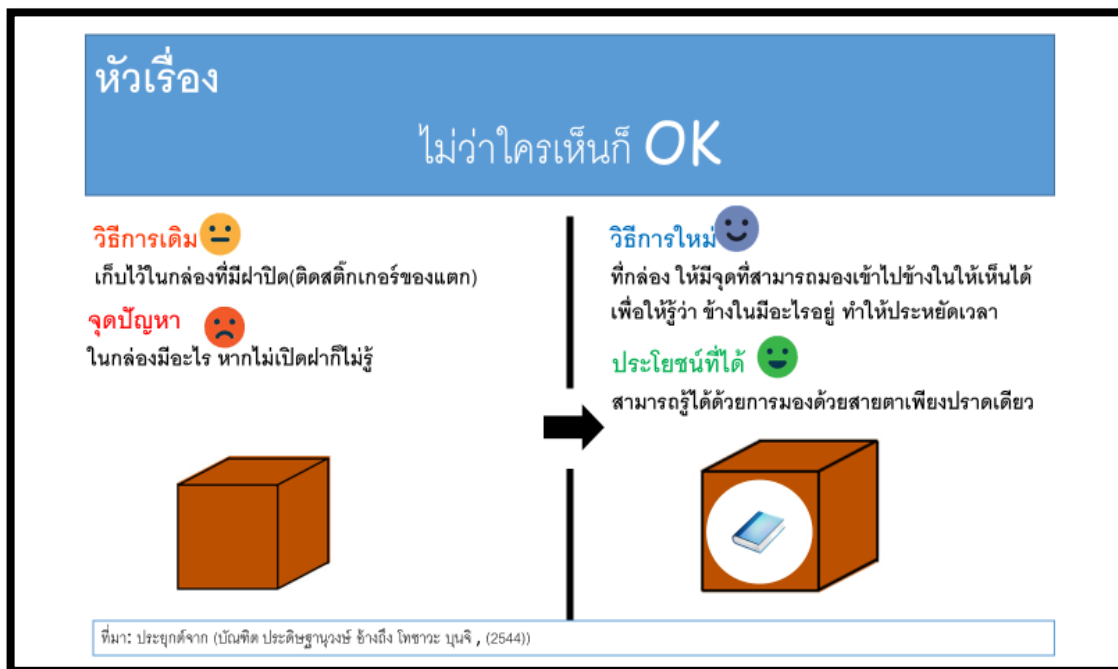 หัวเรื่อง
ไม่ว่าใครเห็นก็ OK
วิธีการเดิม
เก็บไว้ในกล่องที่มีฝาปิด(ติดสติ๊กเกอร์ของแตก)
จุดปัญหา
ในกล่องมีอะไร หากไม่เปิดฝาก็ไม่รู้
วิธีการใหม่
ที่กล่อง ให้มีจุดที่สามารถมองเข้าไปข้างในให้เห็นได้
เพื่อให้รู้ว่า ข้างในมีอะไรอยู่ ทำให้ประหยัดเวลา
ประโยชน์ที่ได้
สามารถรู้ได้ด้วยการมองด้วยสายตาเพียงปราดเดียว
ที่มา: ประยุกต์จาก (บัณฑิต ประดิษฐานุวงษ์ อ้างถึง โทซาวะ บุนจิ , (2544))